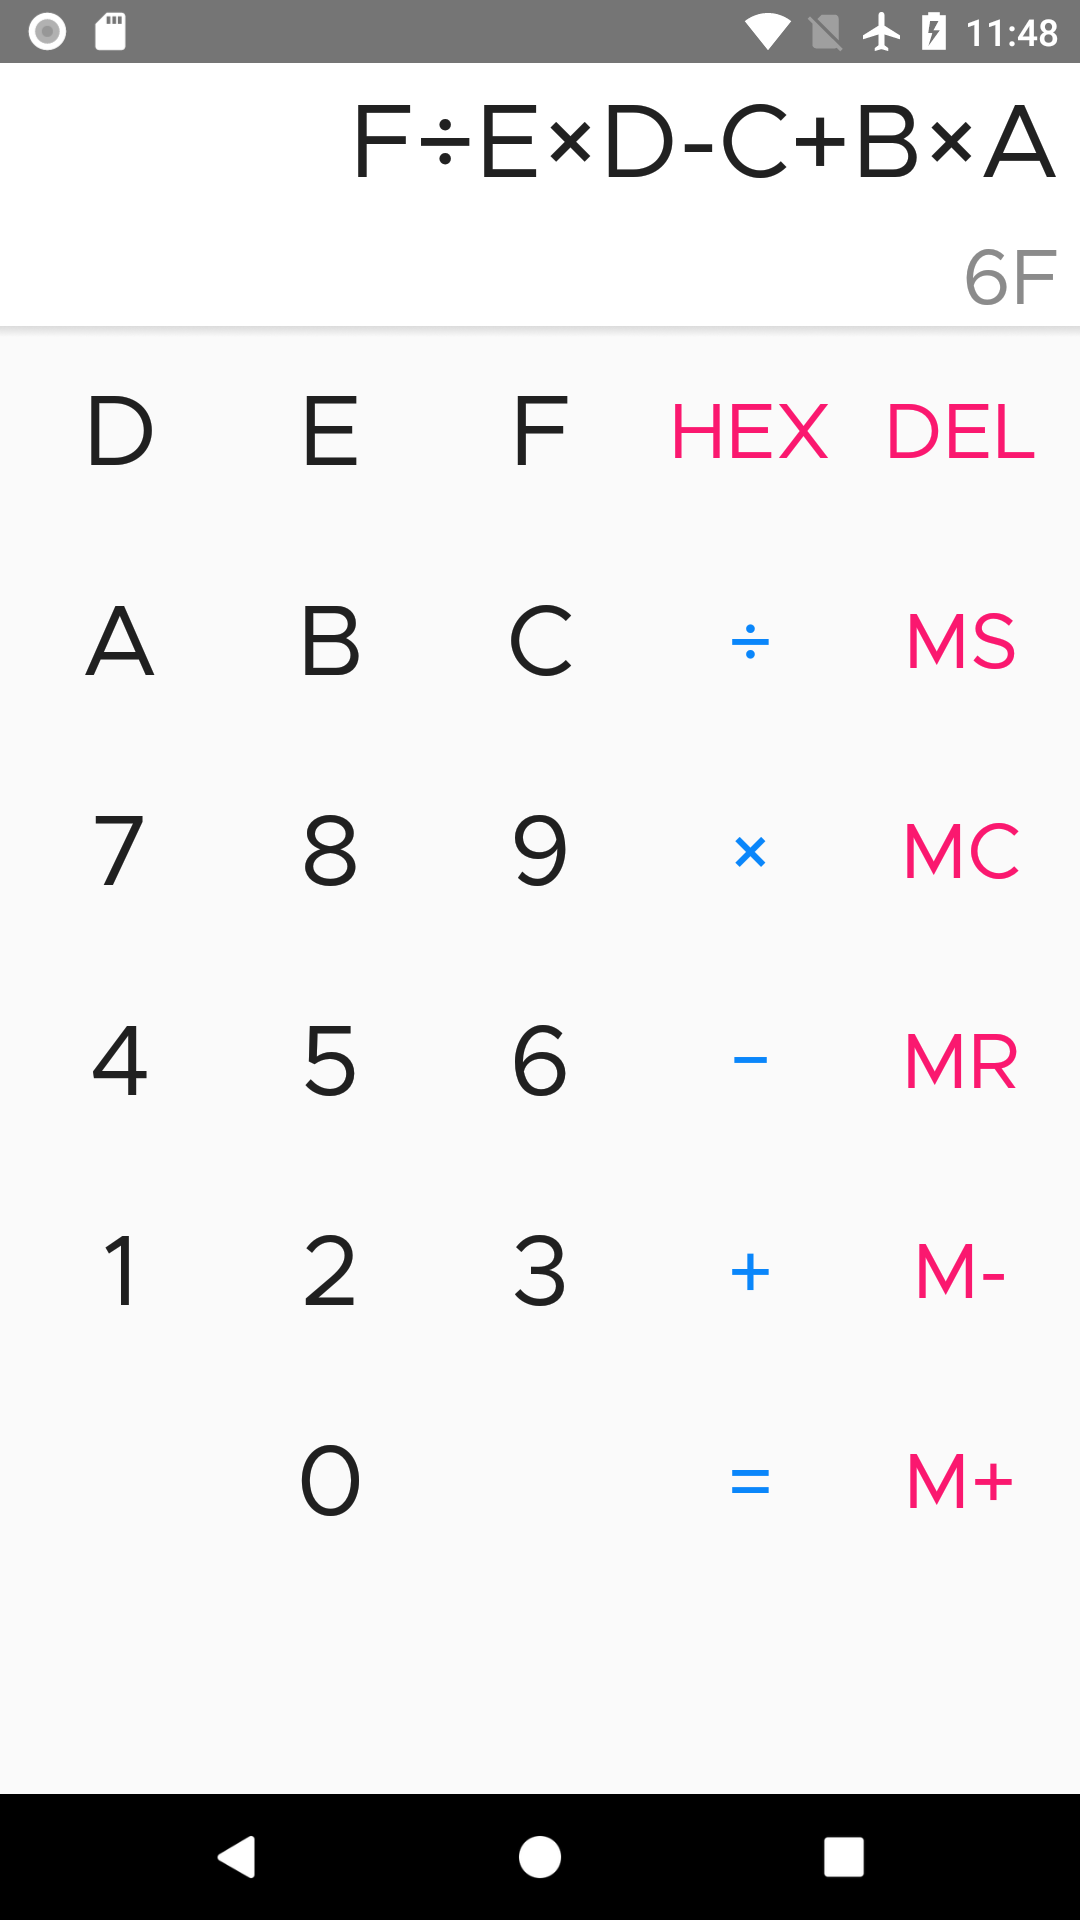 11:48
F÷E×D-C+B×A
6F
D E F HEX DEL
A B C ÷ MS
7 8 9 × MC
4 5 6 − MR
1 2 3 + M-
0 = M+